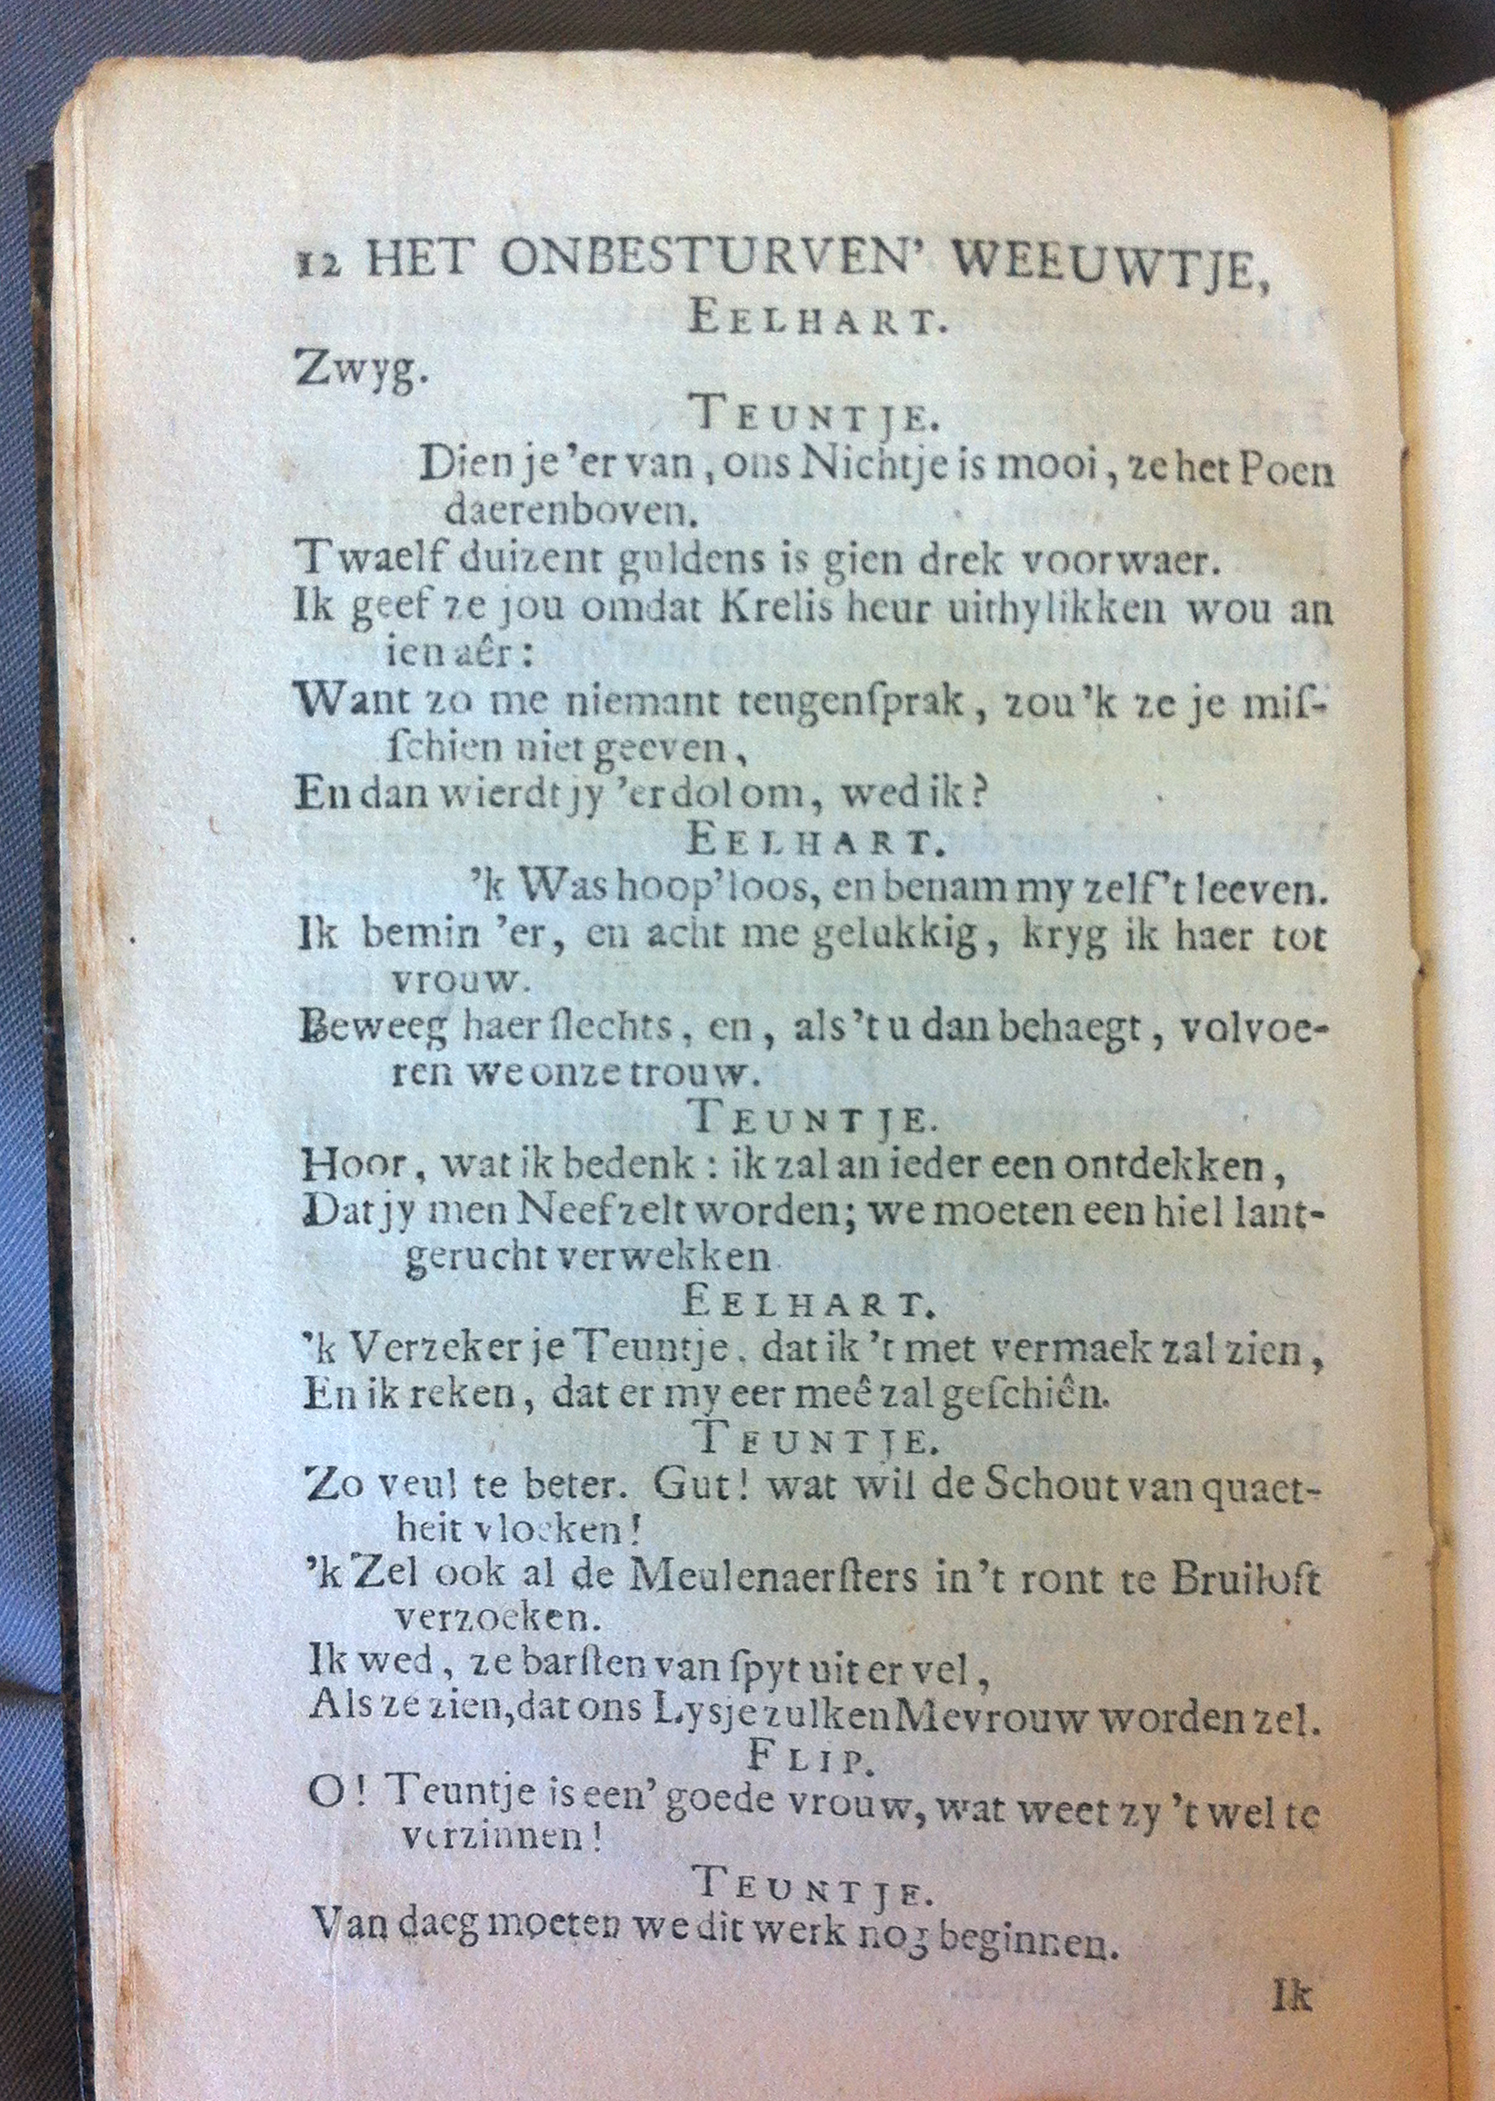 12 HET ONBESTURVEN' WEEUWTJE,
EELHART.
Zwyg.
TEUNTJE.
Dien je 'er van, ons Nichtje is mooi, ze het Poen
daerenboven.
Twaelf duizent guldens is gien drek voorwaer.
Ik geef ze jou omdat Krelis heur uithylikken wou an
ien aêr:
Want zo me niemant teugenſprak, zou 'k ze je miſ-
ſchien niet geeven,
En dan wierdt jy 'er dol om, wed ik?
EELHART.
'k Was hoop'loos, en benam my zelf 't leeven.
Ik bemin 'er, en acht me gelukkig, kryg ik haer tot
vrouw.
Beweeg haer ſlechts, en, als 't u dan behaegt, volvoe-
ren we onze trouw.
TEUNTJE.
Hoor, wat ik bedenk: ik zal an ieder een ontdekken,
Dat jy men Neef zelt worden; we moeten een hiel lant-
gerucht verwekken.
EELHART.
'k Verzeker je Teuntje, dat ik 't met vermaek zal zien,
En ik reken, dat er my eer meê zal geſchiên.
TEUNTJE.
Zo veul te beter. Gut! wat wil de Schout van quaet-
heit vloeken!
'k Zel ook al de Meulenaerſters in 't ront te Bruiloft
verzoeken.
Ik wed, ze barſten van ſpyt uit er vel,
Als ze zien, dat ons Lysje zulken Mevrouw worden zel.
FLIP.
O! Teuntje is een' goede vrouw, wat weet zy 't wel te
verzinnen!
TEUNTJE.
Van daeg moeten we dit werk nog beginnen.
Ik